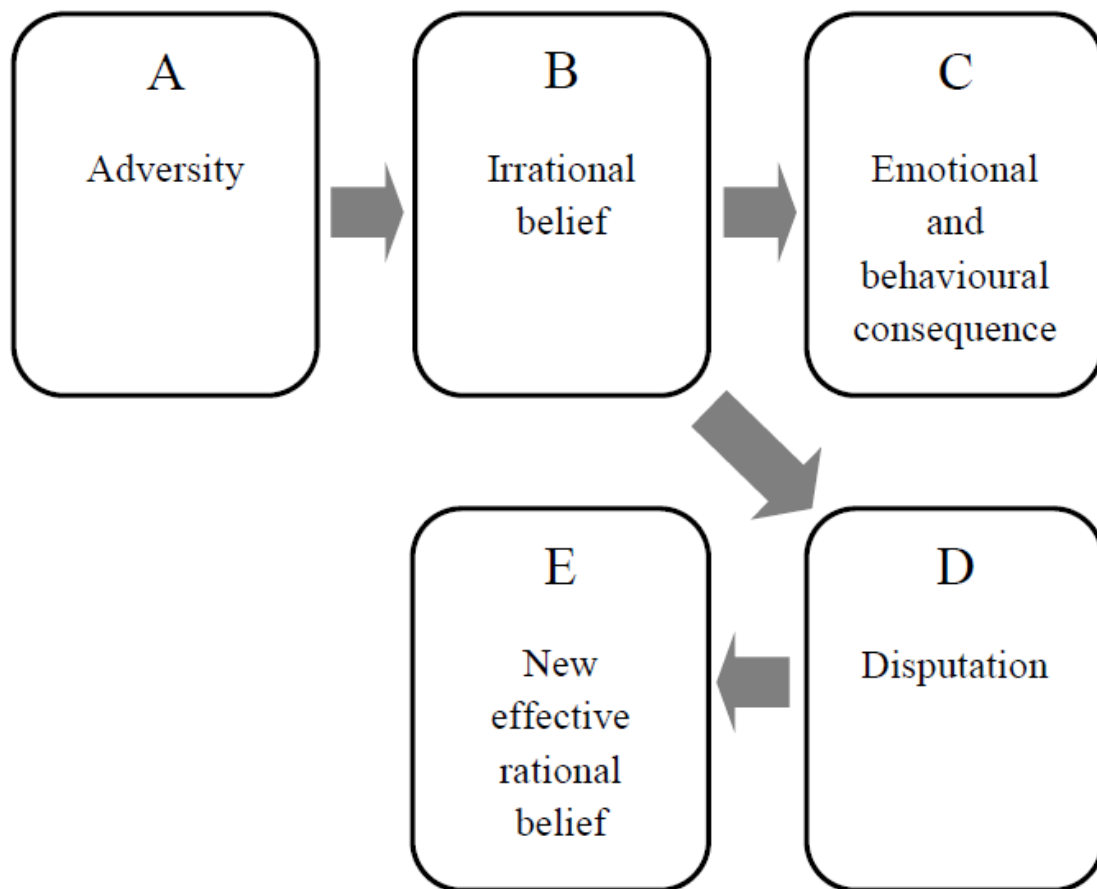 A
Adversity
B
Irrational
belief
C
Emotional
and
behavioural
consequence
E
New
effective
rational
belief
D
Disputation